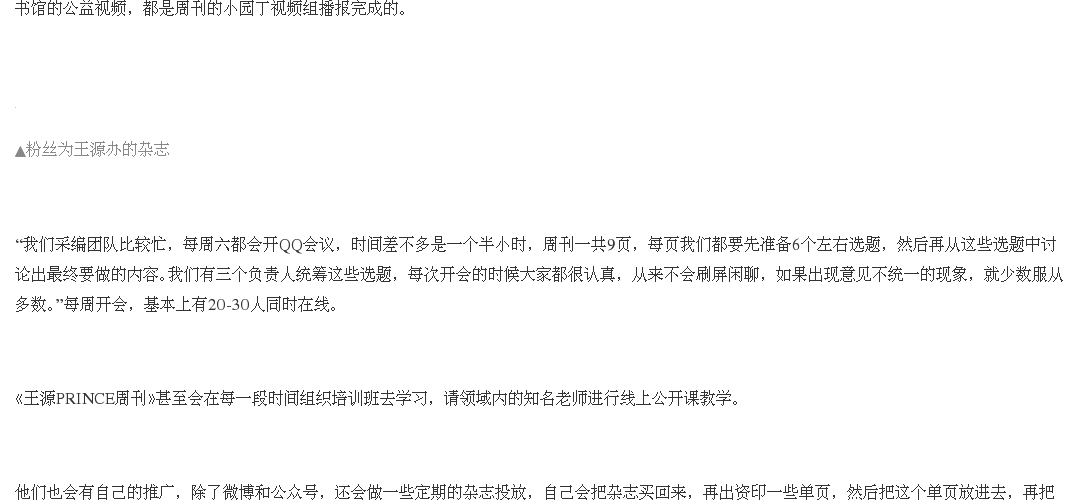 书馆的公益视频，都是周刊的小园丁视频组播报完成的。
▲粉丝为王源办的杂志
“我们采编团队比较忙，每周六都会开QQ会议，时间差不多是一个半小时，周刊一共9页，每页我们都要先准备6个左右选题，然后再从这些选题中讨
论出最终要做的内容。我们有三个负责人统筹这些选题，每次开会的时候大家都很认真，从来不会刷屏闲聊，如果出现意见不统一的现象，就少数服从
多数。”每周开会，基本上有20-30人同时在线。
《王源PRINCE周刊》甚至会在每一段时间组织培训班去学习，请领域内的知名老师进行线上公开课教学。
他们也会有自己的推广，除了微博和公众号，还会做一些定期的杂志投放，自己会把杂志买回来，再出资印一些单页，然后把这个单页放进去，再把